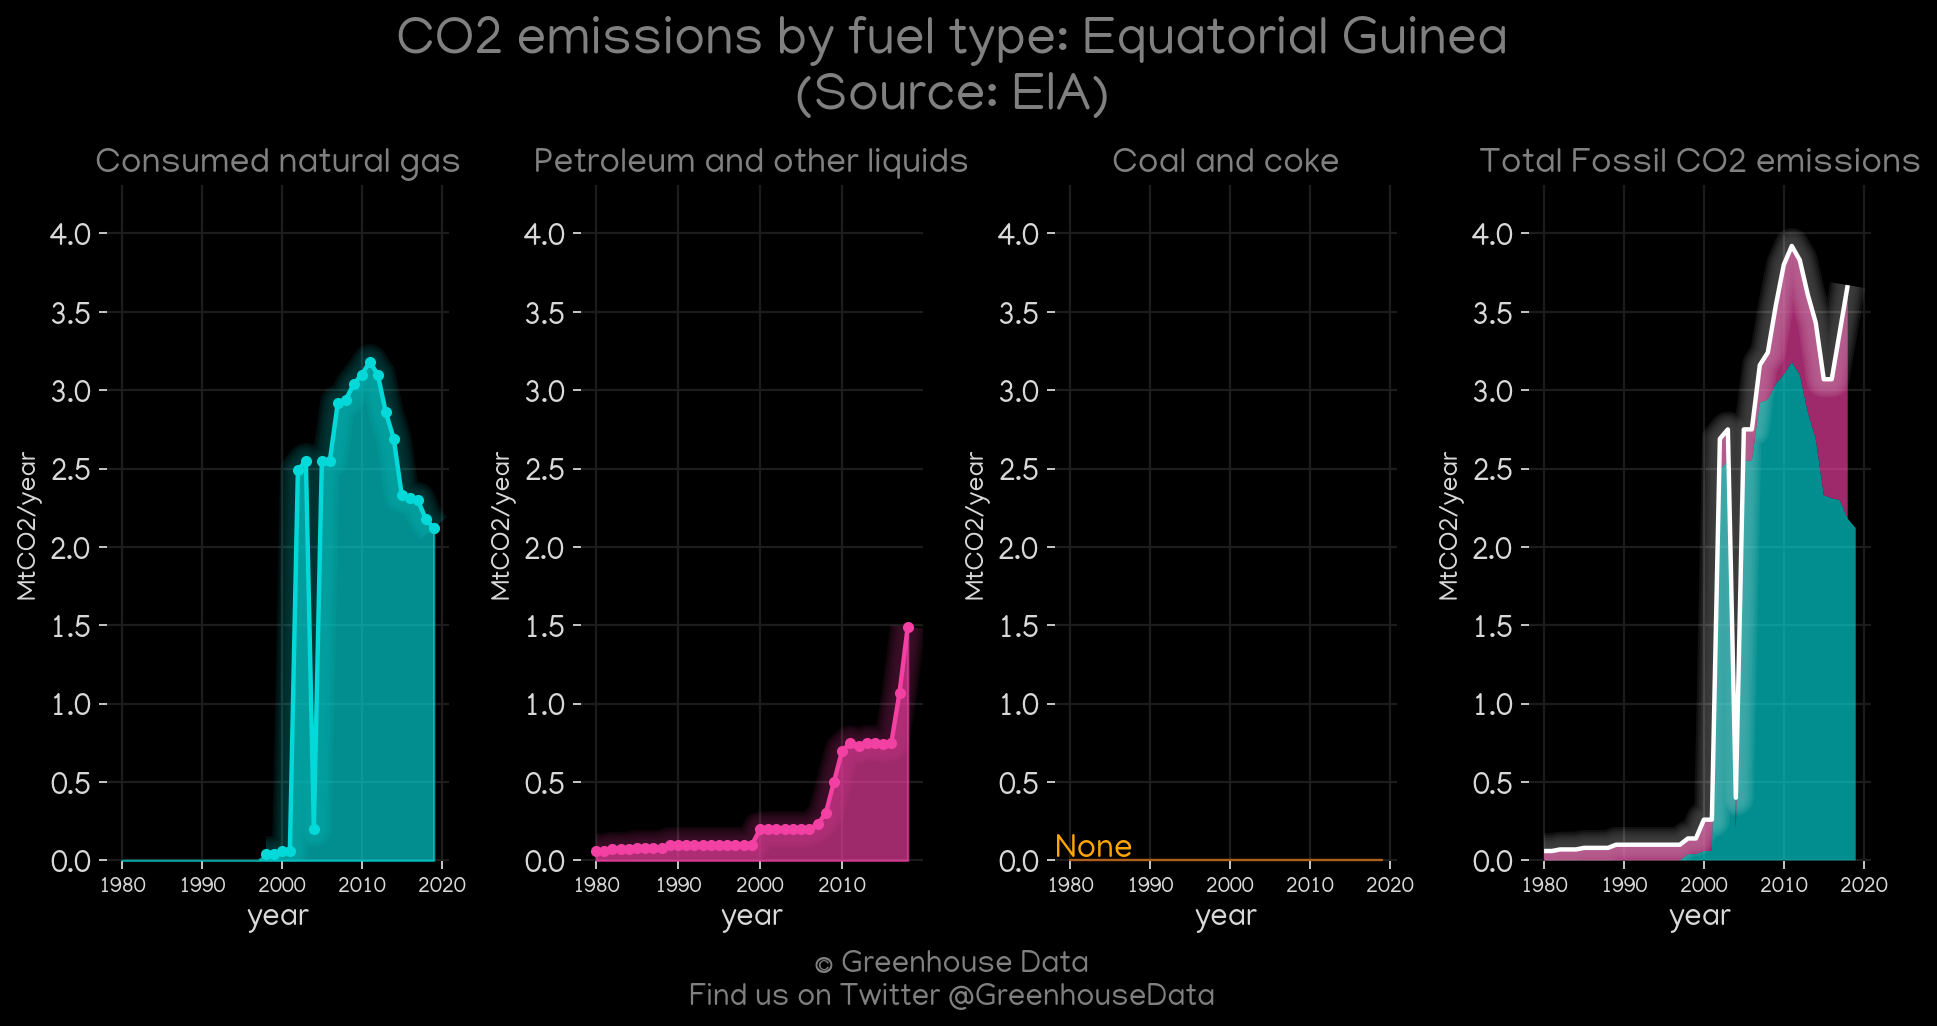 CO2 emissions by fuel type: Equatorial Guinea
(Source: EIA)
Consumed natural gas
4.0
3.5
3.0
2.5
2.0
1.5
1.0
0.5
0.0
MtCO2/year
1980 1990 2000 2010 2020
year
Petroleum and other liquids
4.0
3.5
3.0
2.5
2.0
1.5
1.0
0.5
0.0
MtCO2/year
1980 1990 2000 2010
year
Coal and coke
4.0
3.5
3.0
2.5
2.0
1.5
1.0
0.5
0.0
MtCO2/year
None
1980 1990 2000 2010 2020
year
Total Fossil CO2 emissions
4.0
3.5
3.0
2.5
2.0
1.5
1.0
0.5
0.0
MtCO2/year
1980 1990 2000 2010 2020
year
© Greenhouse Data
Find us on Twitter @GreenhouseData